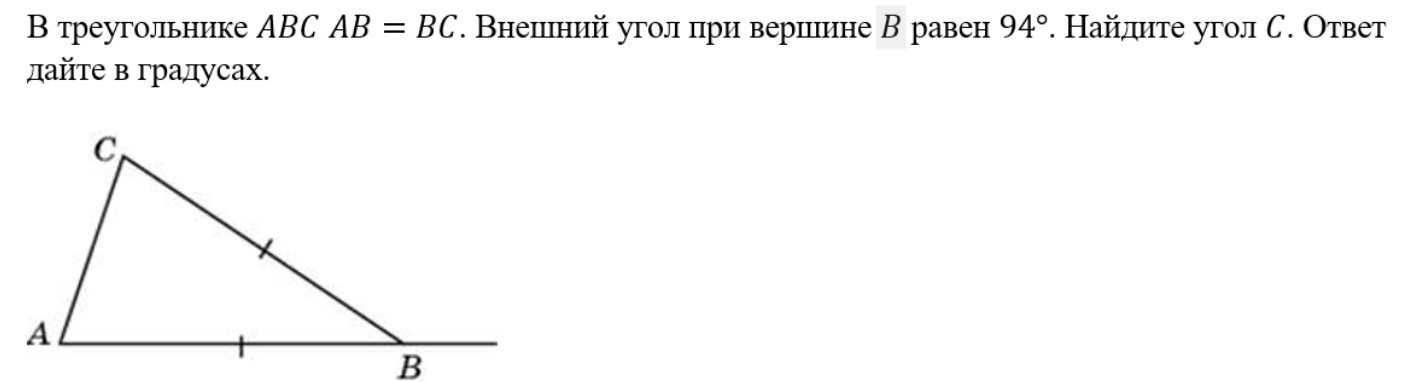 В треугольнике ABC AB = BC. Внешний угол при вершине B равен 94°. Найдите угол C. Ответ
дайте в градусах.
C
A
B